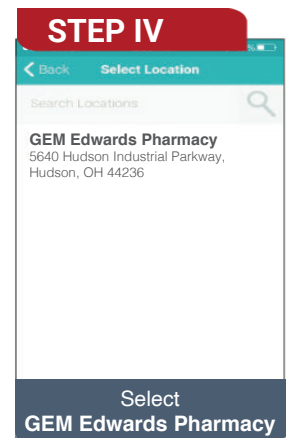 STEP IV
%
Back Select Location
Search Locations
GEM Edwards Pharmacy
5640 Hudson Industrial Parkway,
Hudson, OH 44236
Select
GEM Edwards Pharmacy